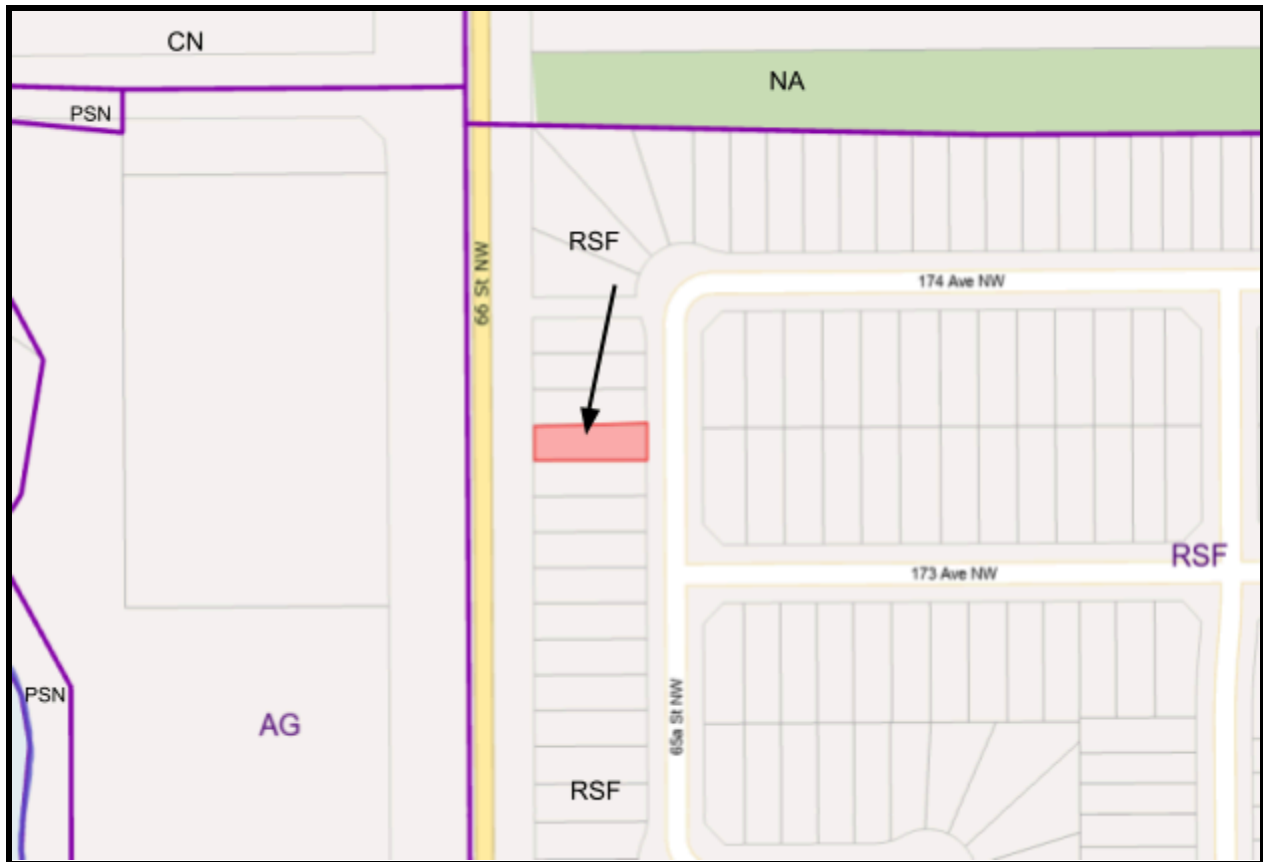 CN
NA
PSN
RSF
66 St NW
174 Ave NW
RSF
173 Ave NW
PSN
65a St NW
AG
RSF